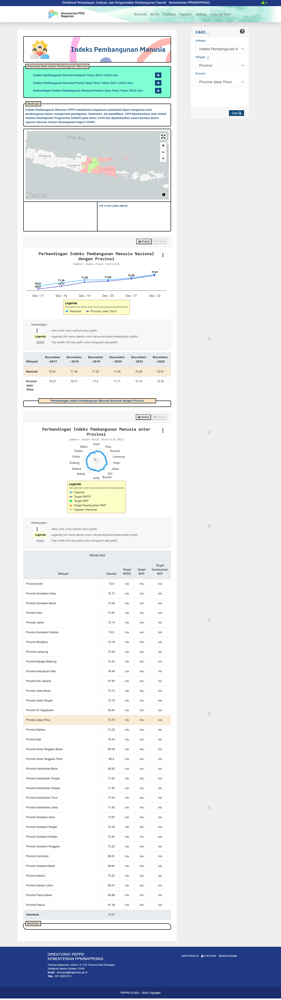 Direktorat Pemantauan, Evaluasi, dan Pengendalian Pembangunan Daerah   Kementerian PPN/BAPPENAS
K
Kementerian PPN/
Bappenas
Beranda Berita Publikasi Kegiatan Aplikasi Hubungi Kami
Indeks Pembangunan Manusia
Download Data Indeks Pembangunan Manusia
Indeks Pembangunan Manusia Nasional Tahun 2017-2022.xlsx
Indeks Pembangunan Manusia Provinsi Jawa Timur Tahun 2017-2022.xlsx
Perbandingan Indeks Pembangunan Manusia Provinsi Jawa Timur Tahun 2022.xlsx
Deskripsi
Indeks Pembangunan Manusia (IPM) menjelaskan bagaimana penduduk dapat mengakses hasil
pembangunan dalam memperoleh pendapatan, kesehatan, dan pendidikan. IPM diperkenalkan oleh United
Nations Development Programme (UNDP) pada tahun 1990 dan dipublikasikan secara berkala dalam
laporan tahunan Human Development Report (HDR).
Java Sea
Jakarta
Bandung
Semarang
Sumenep
Mojokerto
Yogyakarta
Jember
Denpasar
mapbox
klik kursor pada daerah
Kolom Garis
Perbandingan Indeks Pembangunan Manusia Nasional
dengan Provinsi
Sumber: Badan Pusat Statistik
70.81 71.39 71.92 71.94 72.29 72.91
70.27 70.77
Dec -`17 Dec -`18 Dec -`19 Dec -`20 Dec -`21 Dec -`22
Legenda
(Klik pada nama daerah untuk menyembuyikan/menampilkan grafik)
Nasional Provinsi Jawa Timur
Keterangan :
- Menu (klik untuk melihat menu grafik)
Legenda - Legenda (klik nama daerah untuk menyembuyikan/menampilkan grafik)
- Tipe Grafik (klik tipe grafik untuk mengubah tipe grafik)
Wilayah December - 2017 December - 2018 December - 2019 December - 2020 December - 2021 December - 2022
Nasional 70.81 71.39 71.92 71.94 72.29 72.91
Provinsi Jawa Timur 70.27 70.77 71.5 71.71 72.14 72.75
Perbandingan Indeks Pembangunan Manusia Nasional dengan Provinsi
Kolom Radar
Perbandingan Indeks Pembangunan Manusia antar
Provinsi
Sumber: Badan Pusat Statistik 2022
Aceh
Malut Riau
Sulbar Sumsel
Sultra Lampung
0
Sulteng Kepri
Kaltara Jabar
Kalsel DIY
NTB Banten
Legenda
(Klik pada tabel untuk menyembunyikan/menampilkan grafik)
Capaian
Target RKPD
Target RKP
Target Kewilayahan RKP
Capaian Nasional
Keterangan :
- Menu (klik untuk melihat menu grafik)
Legenda - Legenda (klik nama daerah untuk menyembuyikan/menampilkan grafik)
- Tipe Grafik (klik tipe grafik untuk mengubah tipe grafik)
TAHUN 2022
Wilayah Capaian Target RKPD Target RKP Target Kewilayahan RKP
Provinsi Aceh 72.8 n/a n/a n/a
Provinsi Sumatera Utara 72.71 n/a n/a n/a
Provinsi Sumatera Barat 73.26 n/a n/a n/a
Provinsi Riau 73.52 n/a n/a n/a
Provinsi Jambi 72.14 n/a n/a n/a
Provinsi Sumatera Selatan 70.9 n/a n/a n/a
Provinsi Bengkulu 72.16 n/a n/a n/a
Provinsi Lampung 70.45 n/a n/a n/a
Provinsi Bangka Belitung 72.24 n/a n/a n/a
Provinsi Kepulauan Riau 76.46 n/a n/a n/a
Provinsi DKI Jakarta 81.65 n/a n/a n/a
Provinsi Jawa Barat 73.12 n/a n/a n/a
Provinsi Jawa Tengah 72.79 n/a n/a n/a
Provinsi DI Yogyakarta 80.64 n/a n/a n/a
Provinsi Jawa Timur 72.75 n/a n/a n/a
Provinsi Banten 73.32 n/a n/a n/a
Provinsi Bali 76.44 n/a n/a n/a
Provinsi Nusa Tenggara Barat 69.46 n/a n/a n/a
Provinsi Nusa Tenggara Timur 65.9 n/a n/a n/a
Provinsi Kalimantan Barat 68.63 n/a n/a n/a
Provinsi Kalimantan Tengah 71.63 n/a n/a n/a
Provinsi Kalimantan Selatan 71.84 n/a n/a n/a
Provinsi Kalimantan Timur 77.44 n/a n/a n/a
Provinsi Kalimantan Utara 71.83 n/a n/a n/a
Provinsi Sulawesi Utara 73.81 n/a n/a n/a
Provinsi Sulawesi Tengah 70.28 n/a n/a n/a
Provinsi Sulawesi Selatan 72.82 n/a n/a n/a
Provinsi Sulawesi Tenggara 72.23 n/a n/a n/a
Provinsi Gorontalo 69.81 n/a n/a n/a
Provinsi Sulawesi Barat 66.92 n/a n/a n/a
Provinsi Maluku 70.22 n/a n/a n/a
Provinsi Maluku Utara 69.47 n/a n/a n/a
Provinsi Papua Barat 65.89 n/a n/a n/a
Provinsi Papua 61.39 n/a n/a n/a
Indonesia 72.91
Deskripsi
CARI...
Indikator
Indeks Pembangunan M
Wilayah
Provinsi
Provinsi
Provinsi Jawa Timur
Cari
DIREKTORAT PEPPD
KEMENTERIAN PPN/BAPPENAS
Gedung Bappenas Lantai 9 Jl. H.R. Rasuna Said Kuningan,
Setiabudi Jakarta Selatan 12950
Email : dit.peppd@bappenas.go.id
Telp : 021-50927413
BAPPENAS RI YOUTUBE INSTAGRAM
PEPPD © 2021 - 2024 Copyright